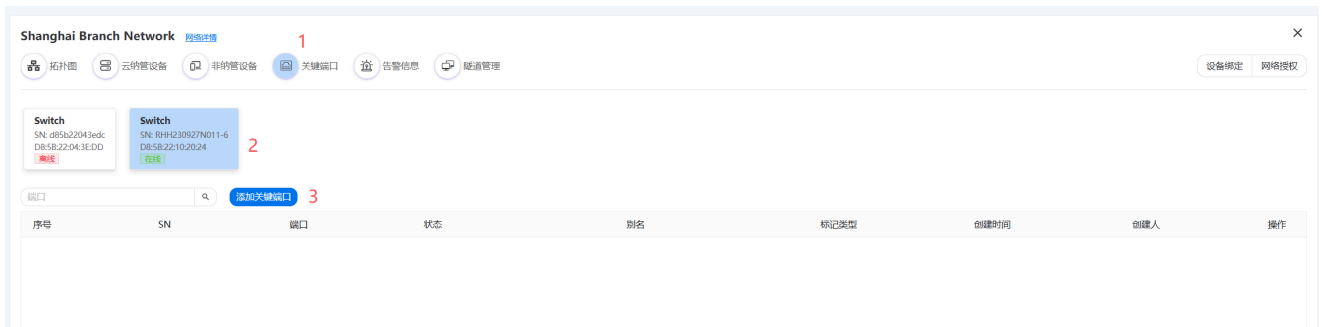 Shanghai Branch Network 网络详情
1
拓扑图 云纳管设备 非纳管设备 关键端口 告警信息 隧道管理 设备绑定 网络授权
Switch
SN: d85b22043edc
D8:5B:22:04:3E:DD
离线
Switch
SN: RHH230927N011-6
D8:5B:22:10:20:24
在线
2
端口 添加关键端口 3
序号 SN 端口 状态 别名 标记类型 创建时间 创建人 操作